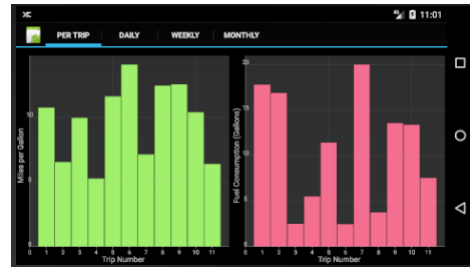 4G 11:01
PER TRIP DAILY WEEKLY MONTHLY
Miles per Gallon
10
5
0
0 1 2 3 4 5 6 7 8 9 10 11
Trip Number
Fuel Consumption (Gallons)
20
15
10
5
0
0 1 2 3 4 5 6 7 8 9 10 11
Trip Number